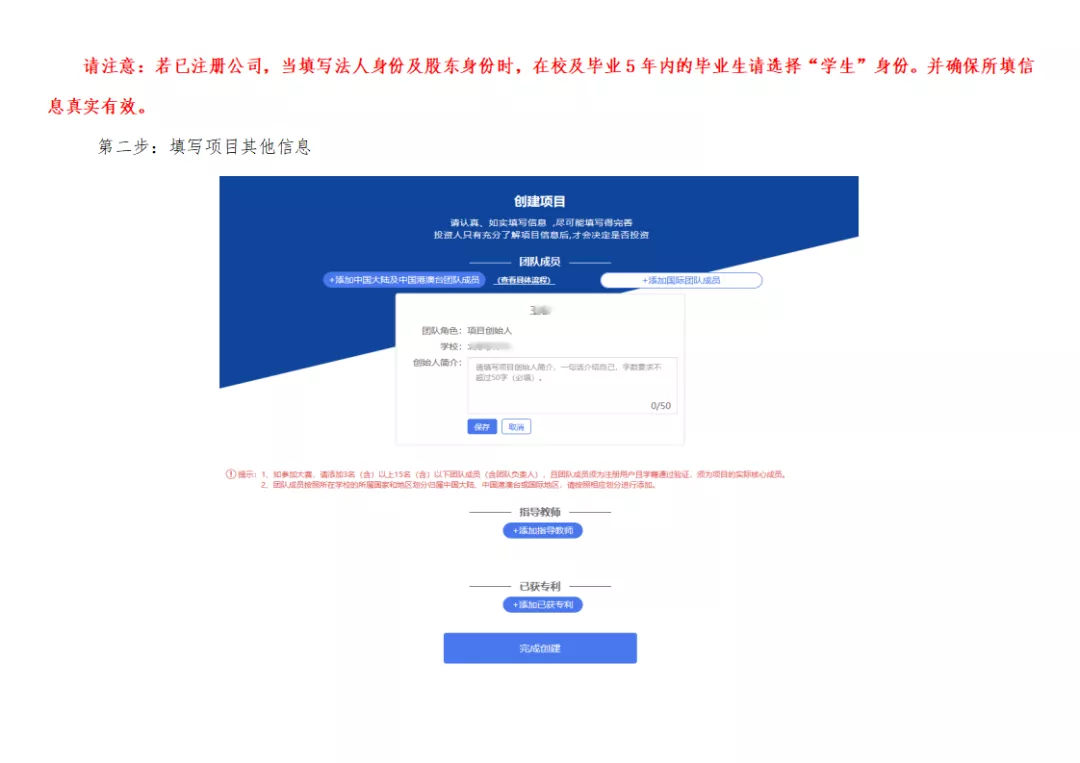 请注意：若已注册公司，当填写法人身份及股东身份时，在校及毕业5年内的毕业生请选择“学生”身份。并确保所填信
息真实有效。
第二步：填写项目其他信息
创建项目
请认真、如实填写信息 ,尽可能填写得完善
投资人只有充分了解项目信息后,才会决定是否投资
团队成员
+添加中国大陆及中国港澳台团队成员 (查看具体流程) +添加国际团队成员
团队角色：项目创始人
学校：
创始人简介：请填写项目创始人简介，一句话介绍自己，字数要求不
超过50字（必填）。
0/50
保存 取消
提示：1、如参加大赛，请添加3名（含）以上15名（含）以下团队成员（含团队负责人），且团队成员须为注册用户且学籍通过验证，须为项目的实际核心成员。
2、团队成员按照所在学校的所属国家和地区划分归属中国大陆、中国港澳台或国际地区，请按照相应划分进行添加。
指导教师
+添加指导教师
已获专利
+添加已获专利
完成创建